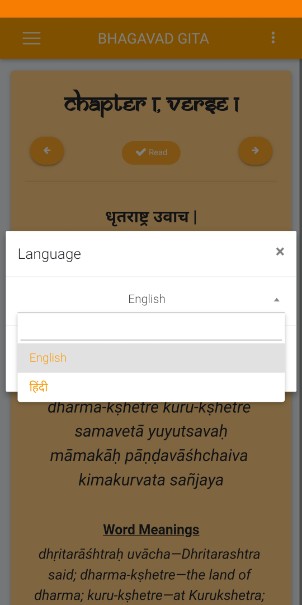 BHAGAVAD GITA
Chapter 1, Verse 1
Read
धृतराष्ट्र उवाच |
Language
×
English
English
हिंदी
dharma-kṣhetre kuru-kṣhetre
samavetā yuyutsavaḥ
māmakāḥ pāṇḍavāśhchaiva
kimakurvata sañjaya
Word Meanings
dhṛitarāśhtraḥ uvācha—Dhritarashtra
said; dharma-kṣhetre—the land of
dharma; kuru-kṣhetre—at Kurukshetra;